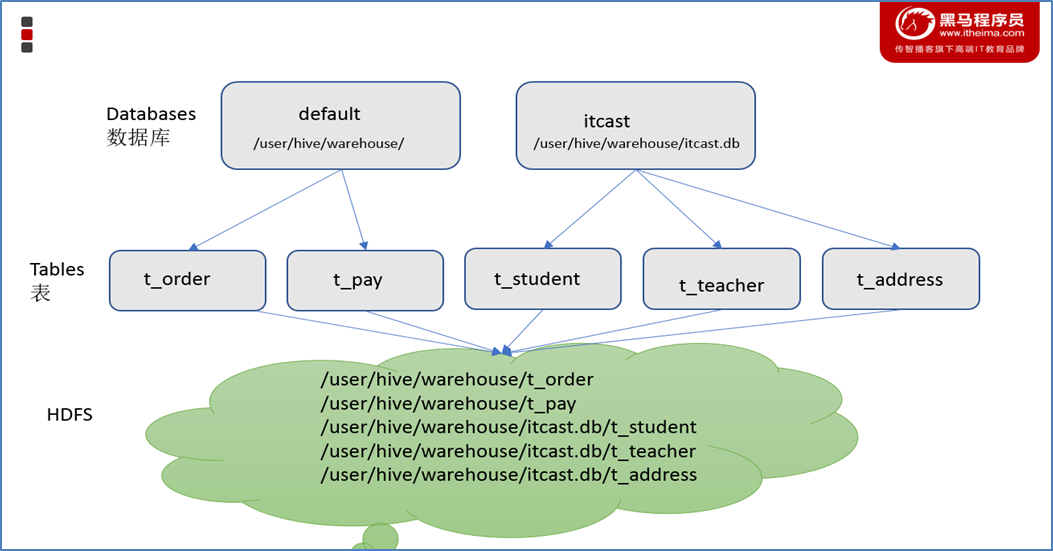 黑马程序员
www.itheima.com
传智播客旗下高端IT教育品牌
Databases
数据库
default
/user/hive/warehouse/
itcast
/user/hive/warehouse/itcast.db
Tables
表
t_order
t_pay
t_student
t_teacher
t_address
HDFS
/user/hive/warehouse/t_order
/user/hive/warehouse/t_pay
/user/hive/warehouse/itcast.db/t_student
/user/hive/warehouse/itcast.db/t_teacher
/user/hive/warehouse/itcast.db/t_address